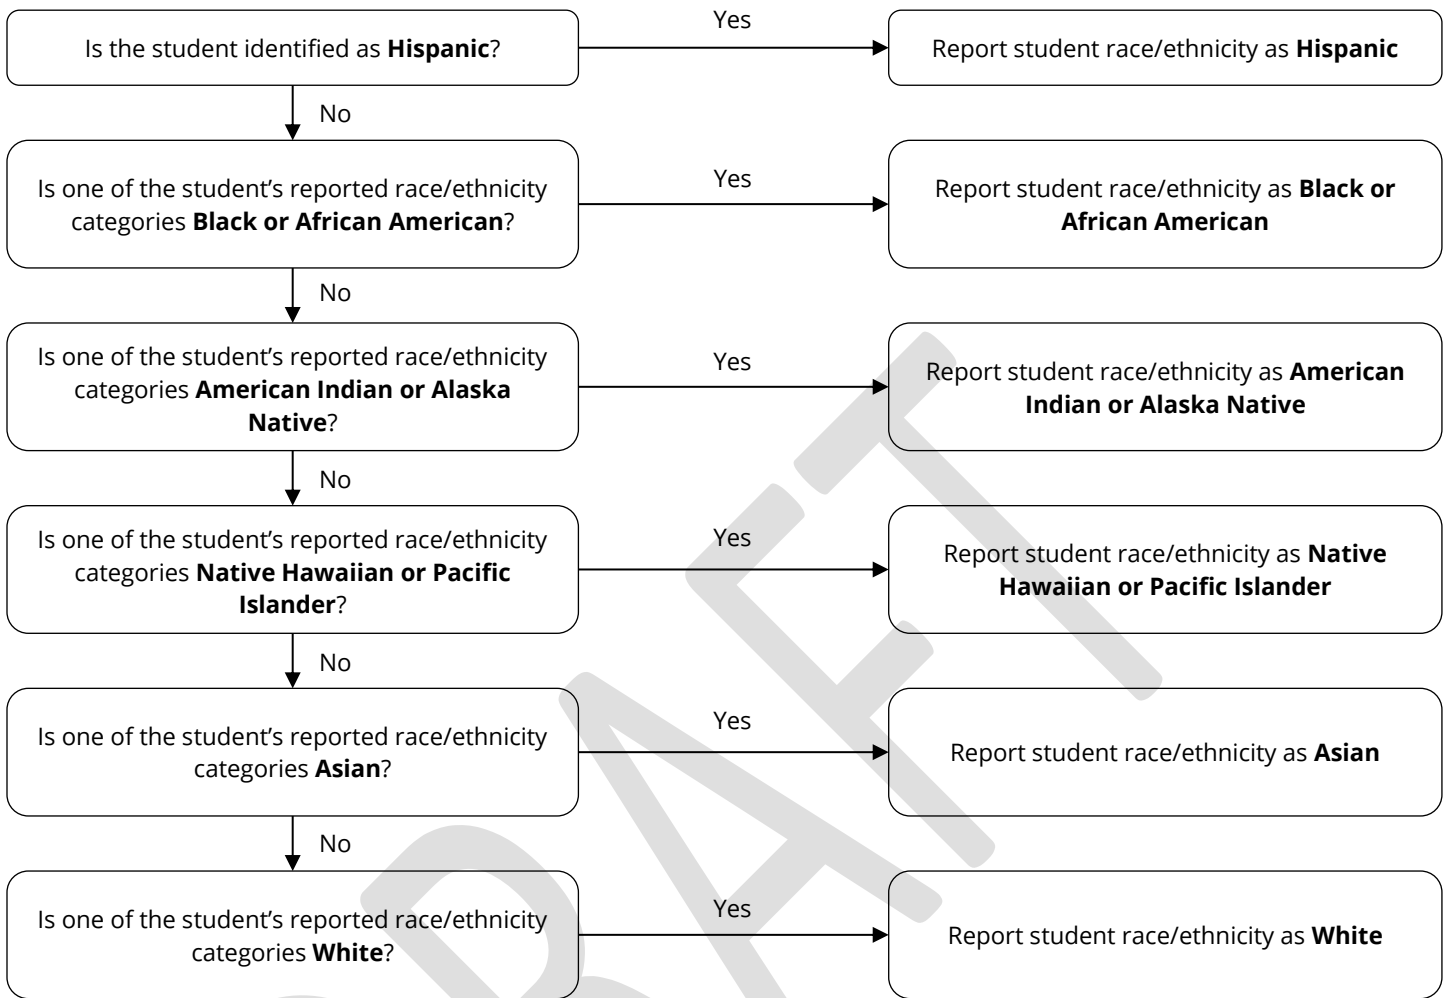 Is the student identified as Hispanic?
Yes
Report student race/ethnicity as Hispanic
No
Is one of the student’s reported race/ethnicity
categories Black or African American?
Yes
Report student race/ethnicity as Black or
African American
No
Is one of the student’s reported race/ethnicity
categories American Indian or Alaska
Native?
Yes
Report student race/ethnicity as American
Indian or Alaska Native
No
Is one of the student’s reported race/ethnicity
categories Native Hawaiian or Pacific
Islander?
Yes
Report student race/ethnicity as Native
Hawaiian or Pacific Islander
No
Is one of the student’s reported race/ethnicity
categories Asian?
Yes
Report student race/ethnicity as Asian
No
Is one of the student’s reported race/ethnicity
categories White?
Yes
Report student race/ethnicity as White
DRAFT